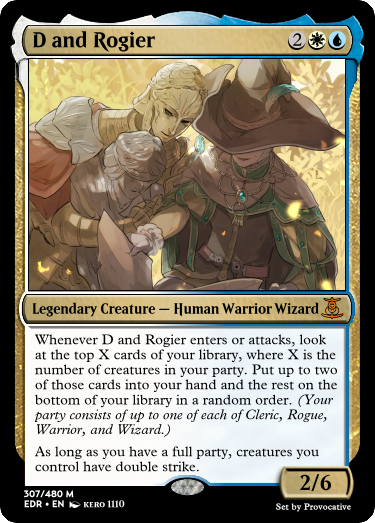 D and Rogier 2
Legendary Creature — Human Warrior Wizard
Whenever D and Rogier enters or attacks, look
at the top X cards of your library, where X is the
number of creatures in your party. Put up to two
of those cards into your hand and the rest on the
bottom of your library in a random order. (Your
party consists of up to one of each of Cleric, Rogue,
Warrior, and Wizard.)
As long as you have a full party, creatures you
control have double strike.
2/6
307/480 M
EDR • EN KERO 1110
Set by Provocative